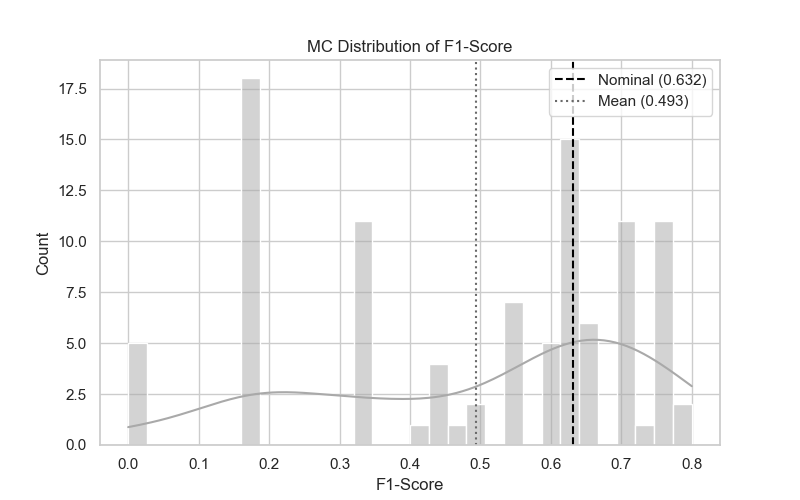 MC Distribution of F1-Score
Nominal (0.632)
Mean (0.493)
17.5
15.0
12.5
10.0
7.5
5.0
2.5
0.0
Count
0.0 0.1 0.2 0.3 0.4 0.5 0.6 0.7 0.8
F1-Score